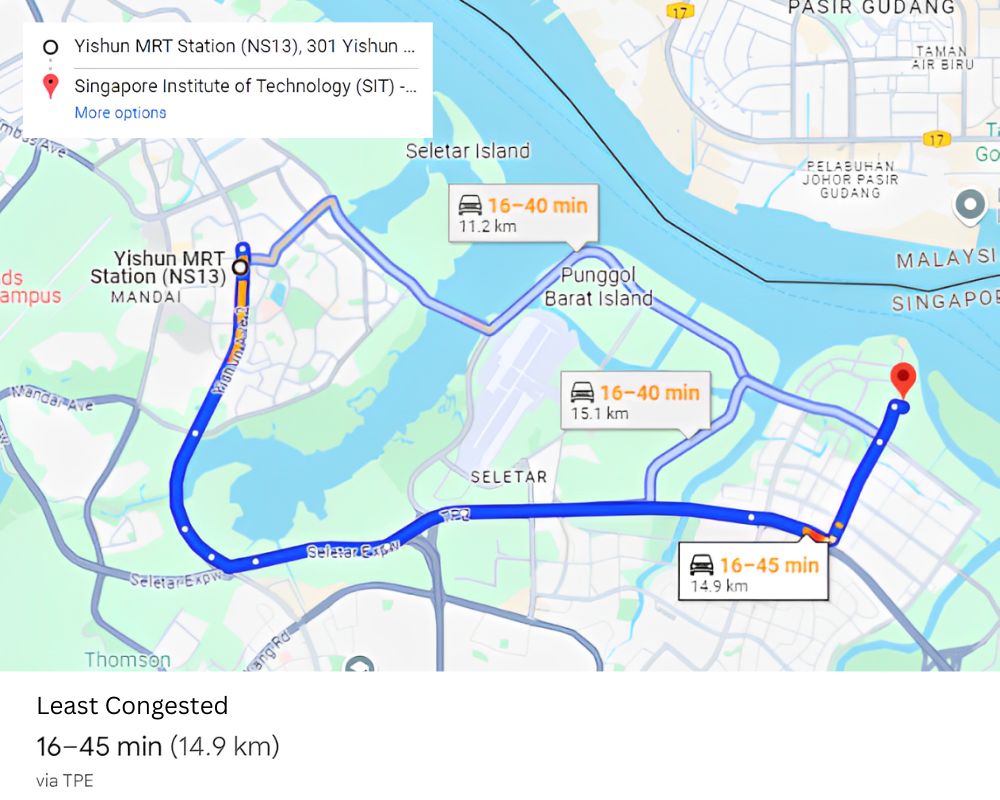 Yishun MRT Station (NS13), 301 Yishun ...
Singapore Institute of Technology (SIT) -...
More options
17
PASIR GUDANG
TAMAN
AIR BIRU
17
PELABUHAN
JOHOR PASIR
GUDANG
MALAYSI
SINGAPO
Seletar Island
16–40 min
11.2 km
Yishun MRT
Station (NS13)
MANDAI
ds
ampus
Punggol
Barat Island
Yishun Ave 2
Mandai Ave
16–40 min
15.1 km
SELETAR
TPE
Seletar Expw
Seletar Expw
16–45 min
14.9 km
Thomson
Least Congested
16–45 min (14.9 km)
via TPE